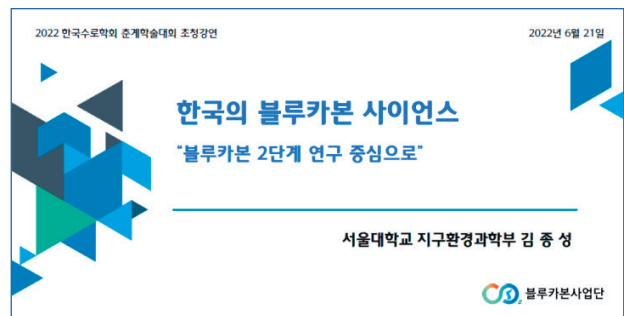 2022 한국수로학회 춘계학술대회 초청강연
2022년 6월 21일
한국의 블루카본 사이언스
"블루카본 2단계 연구 중심으로"
서울대학교 지구환경과학부 김 종 성
블루카본사업단